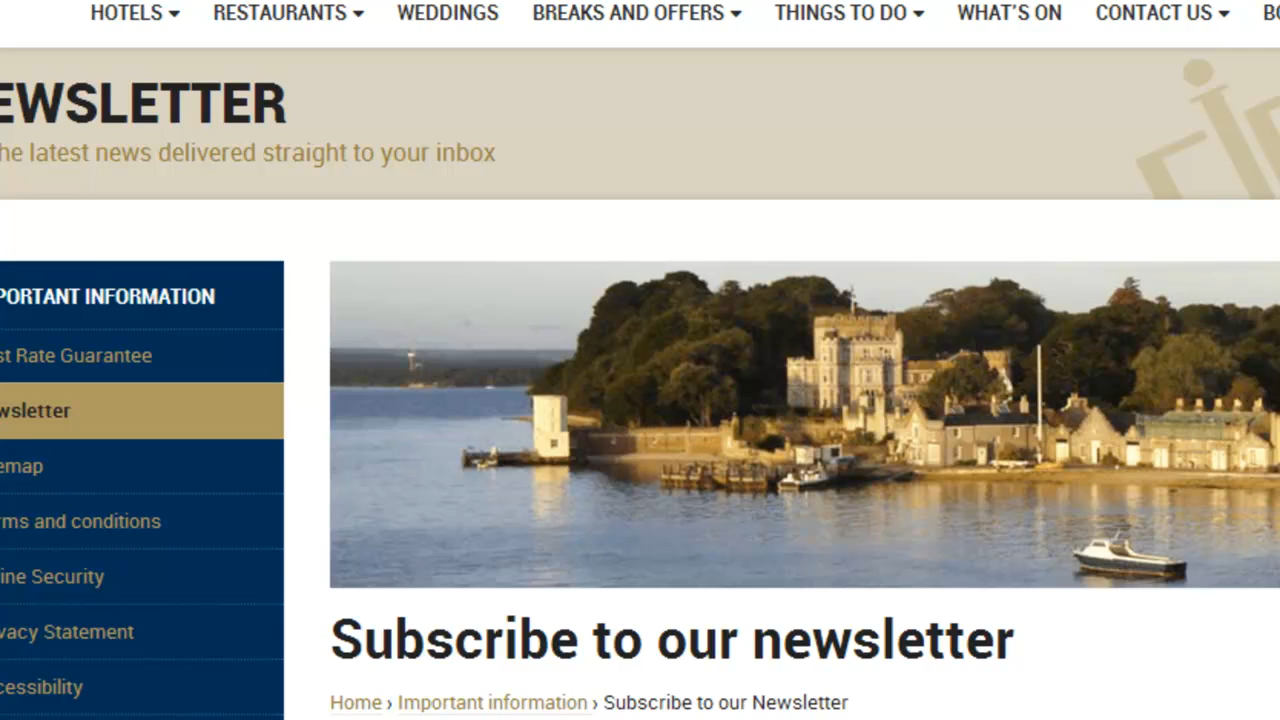 HOTELS RESTAURANTS WEDDINGS BREAKS AND OFFERS THINGS TO DO WHAT'S ON CONTACT US
EWSLETTER
he latest news delivered straight to your inbox
PORTANT INFORMATION
st Rate Guarantee
wsletter
emap
rms and conditions
ine Security
vacy Statement
cessibility
Subscribe to our newsletter
Home › Important information › Subscribe to our Newsletter